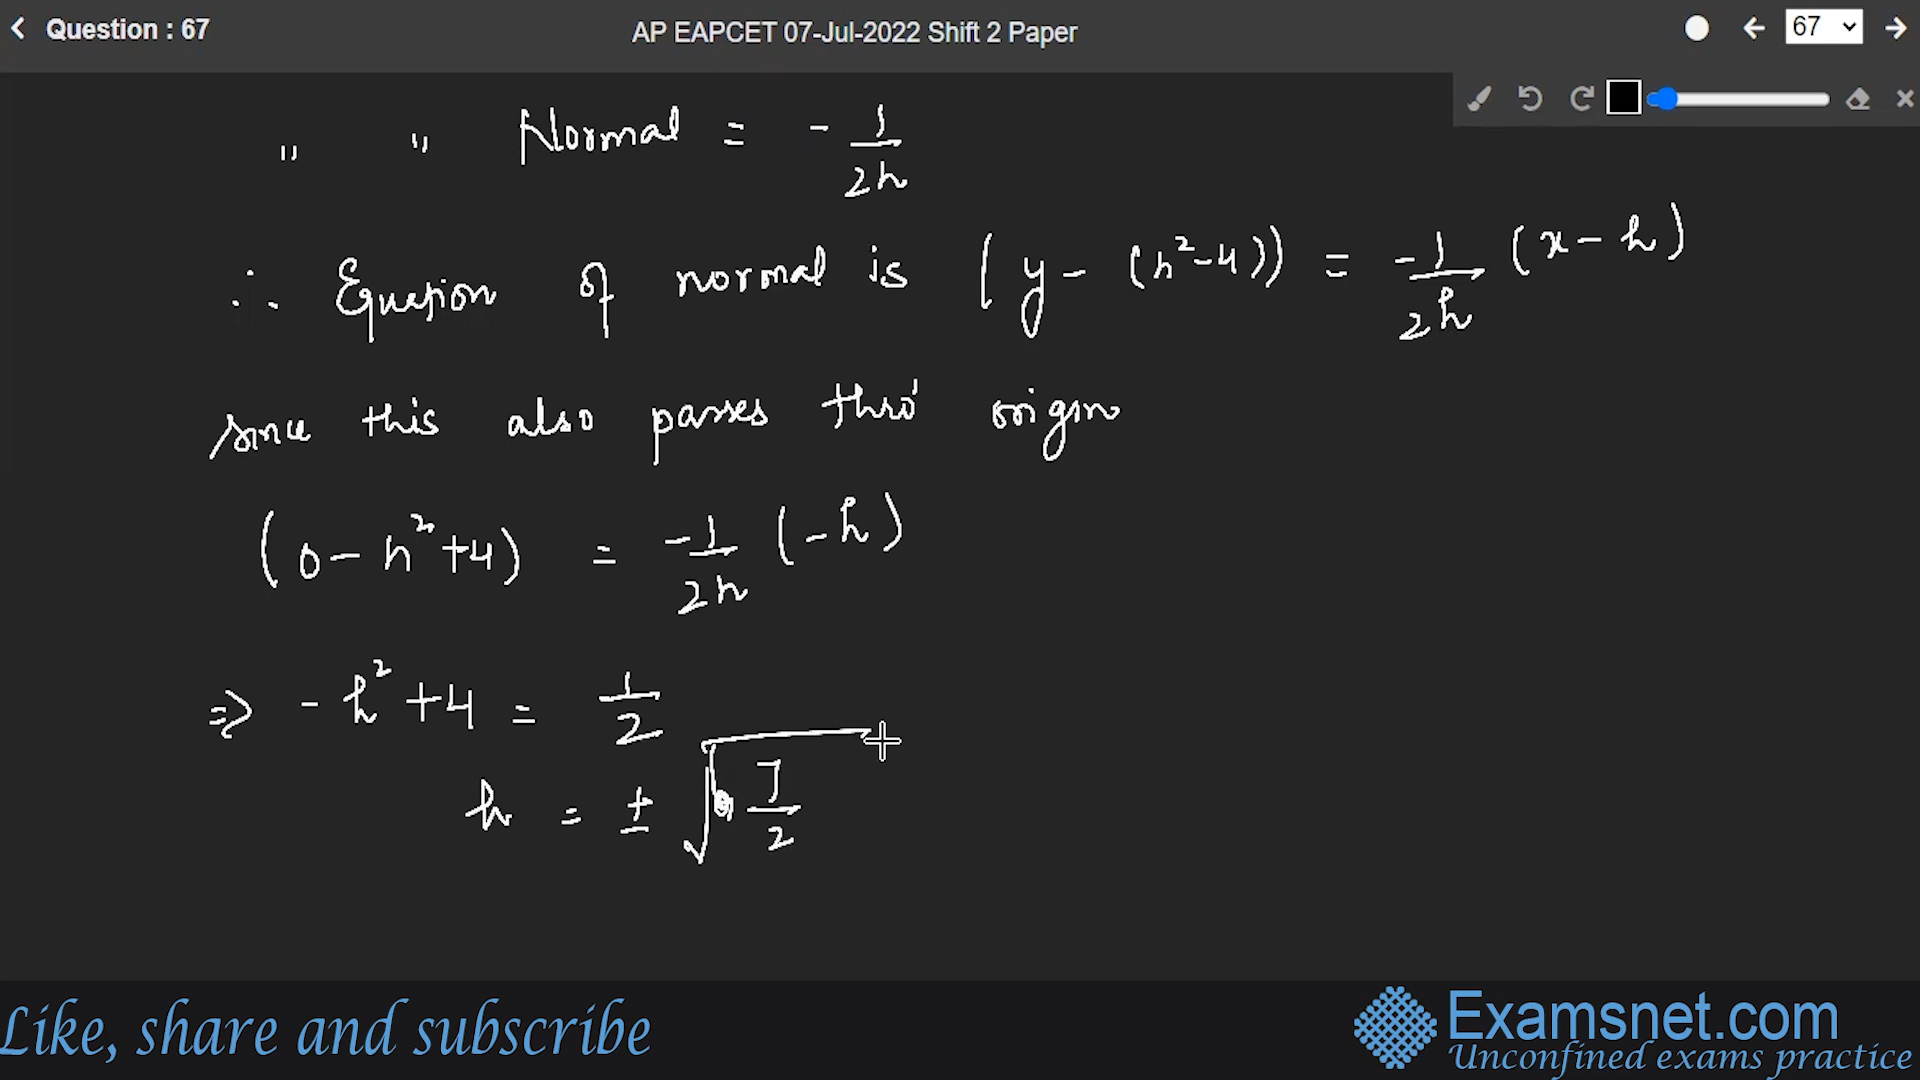 Question : 67
AP EAPCET 07-Jul-2022 Shift 2 Paper
67
" " Normal = - 1/2h
∴ Equation of normal is (y - (h²-4)) = -1/2h (x - h)
since this also passes thro' origin
(0 - h² + 4) = -1/2h (-h)
⇒ - h² + 4 = 1/2
h = ± √7/2
Like, share and subscribe
Examsnet.com
Unconfined exams practice